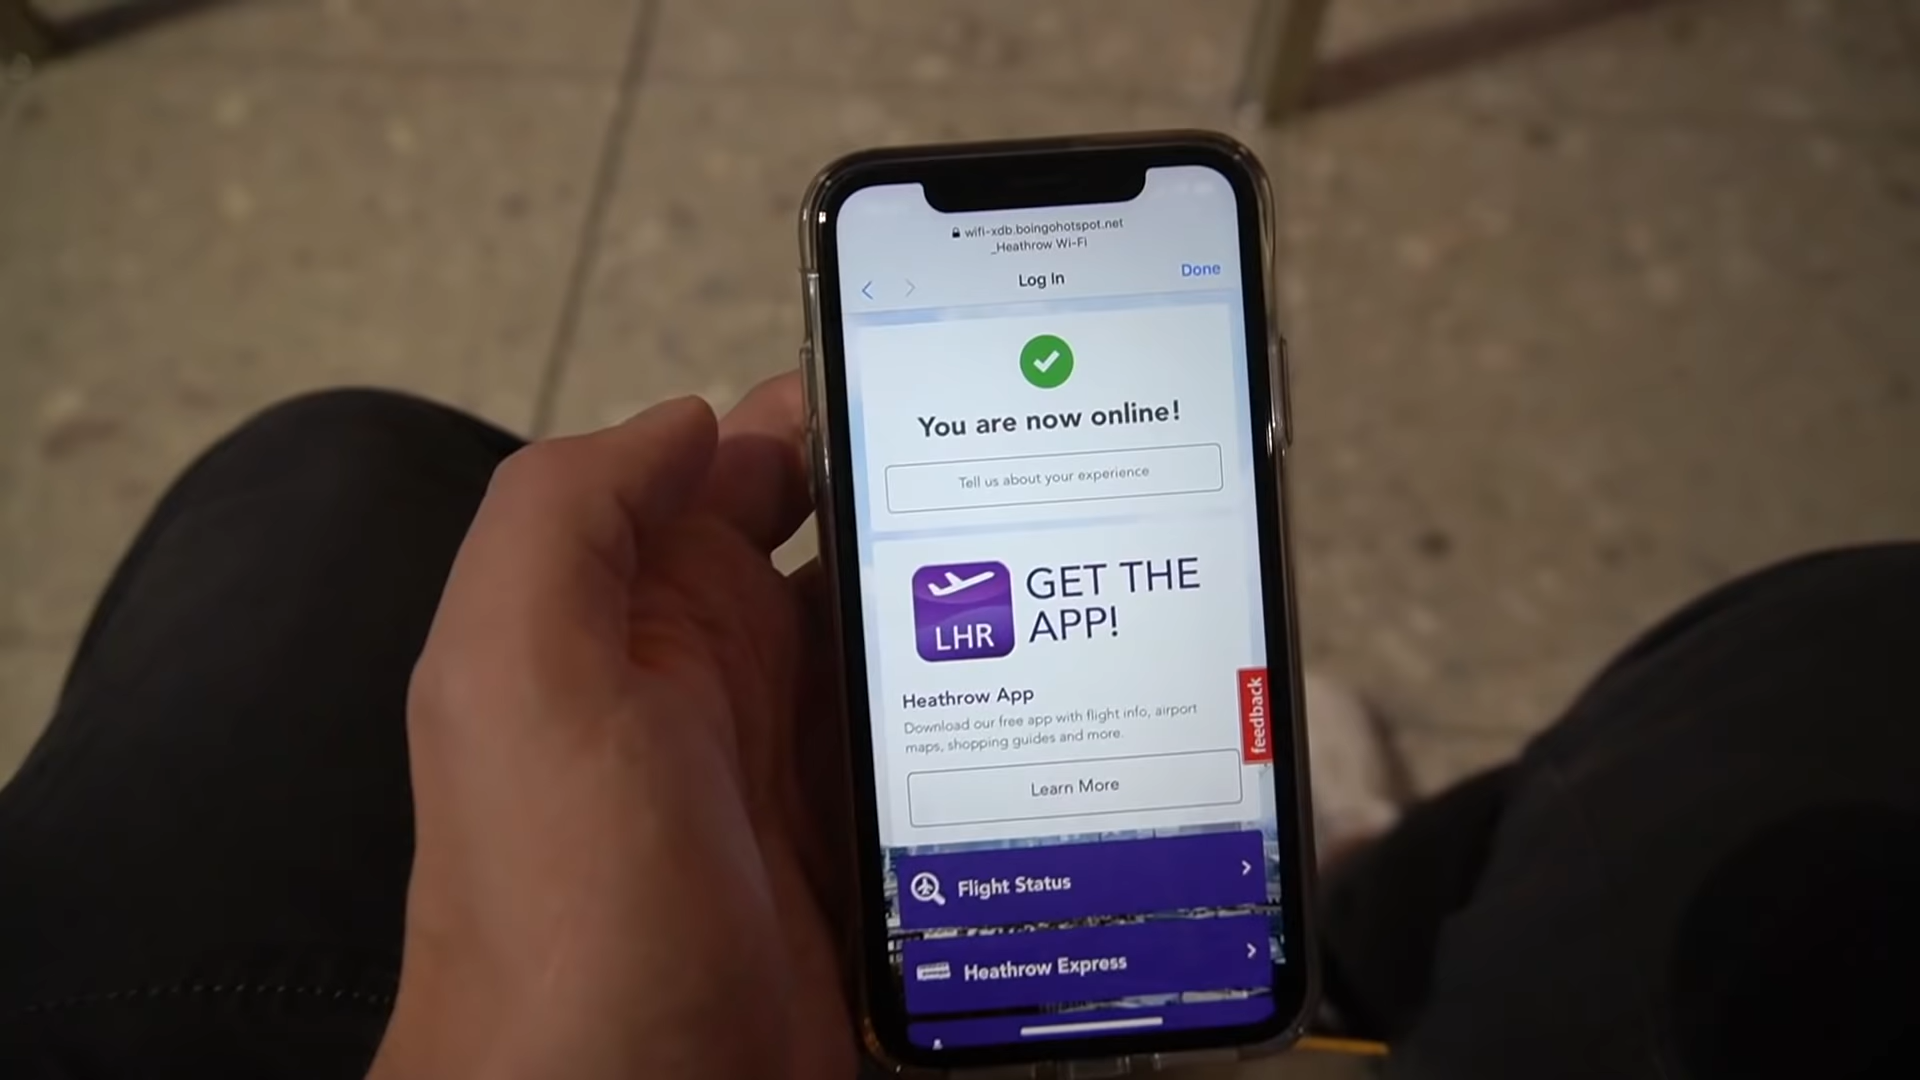 wifi-xdb.boingohotspot.net
_Heathrow Wi-Fi
Log In
Done
You are now online!
Tell us about your experience
LHR
GET THE
APP!
Heathrow App
Download our free app with flight info, airport
maps, shopping guides and more.
feedback
Learn More
Flight Status
Heathrow Express